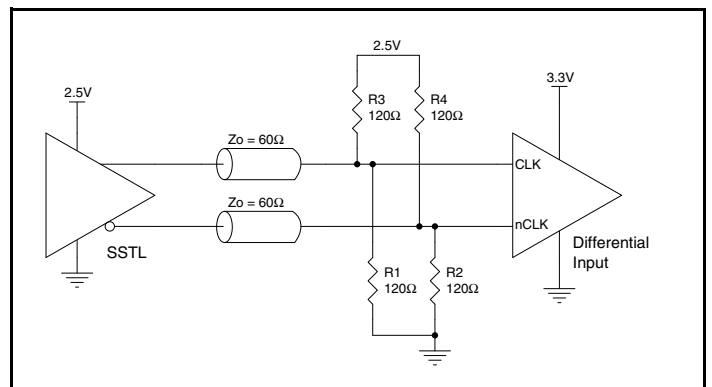 2.5V
2.5V
3.3V
R3
120Ω
R4
120Ω
Zo = 60Ω
CLK
Zo = 60Ω
nCLK
SSTL
Differential
Input
R1
120Ω
R2
120Ω